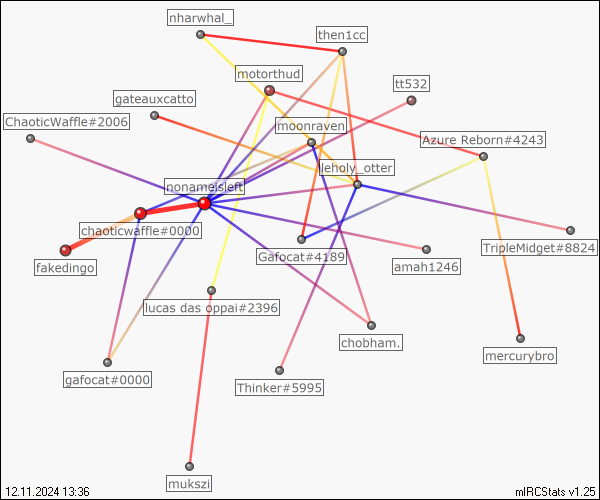 nharwhal_
then1cc
motorthud
tt532
gateauxcatto
ChaoticWaffle#2006
moonraven
Azure Reborn#4243
leholy_otter
nonameisleft
chaoticwaffle#0000
fakedingo
Gafocat#4189
TripleMidget#8824
amah1246
lucas das oppai#2396
chobham.
mercurybro
gafocat#0000
Thinker#5995
mukszi
12.11.2024 13:36
mIRCStats v1.25